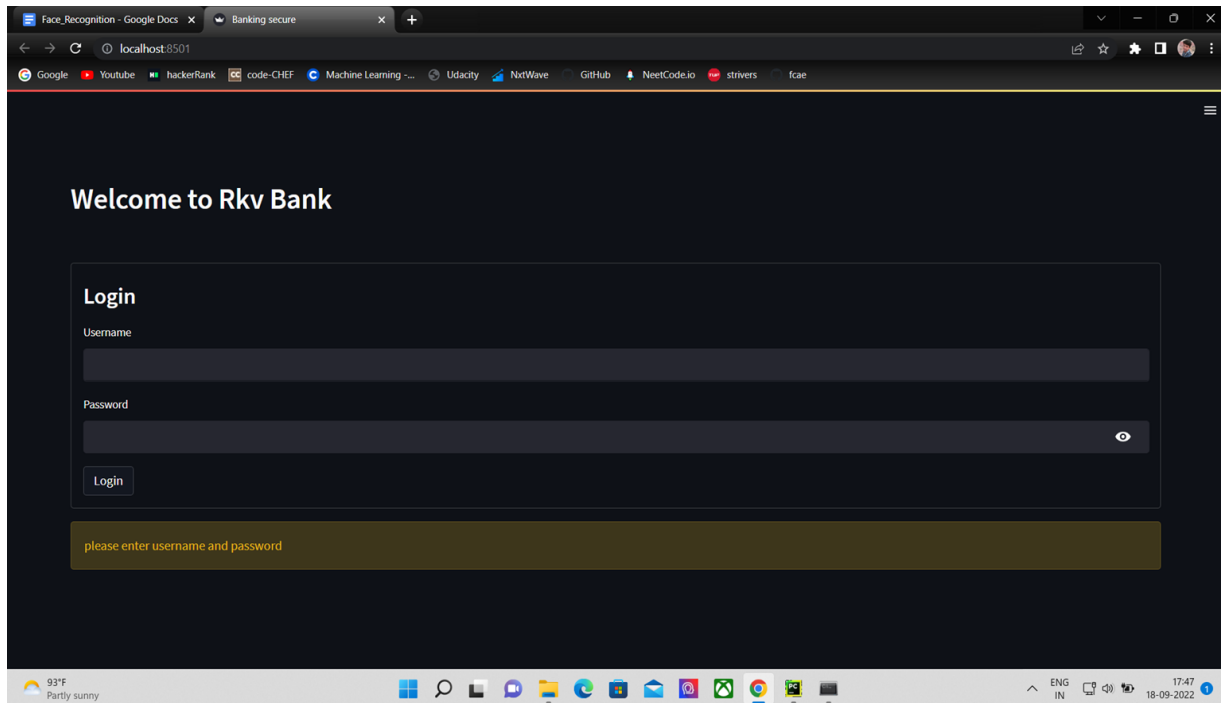 Face_Recognition - Google Docs
Banking secure
localhost:8501
Google Youtube hackerRank code-CHEF Machine Learning -... Udacity NxtWave GitHub NeetCode.io strivers fcae
Welcome to Rkv Bank
Login
Username
Password
Login
please enter username and password
93°F
Partly sunny
ENG
IN
17:47
18-09-2022
1